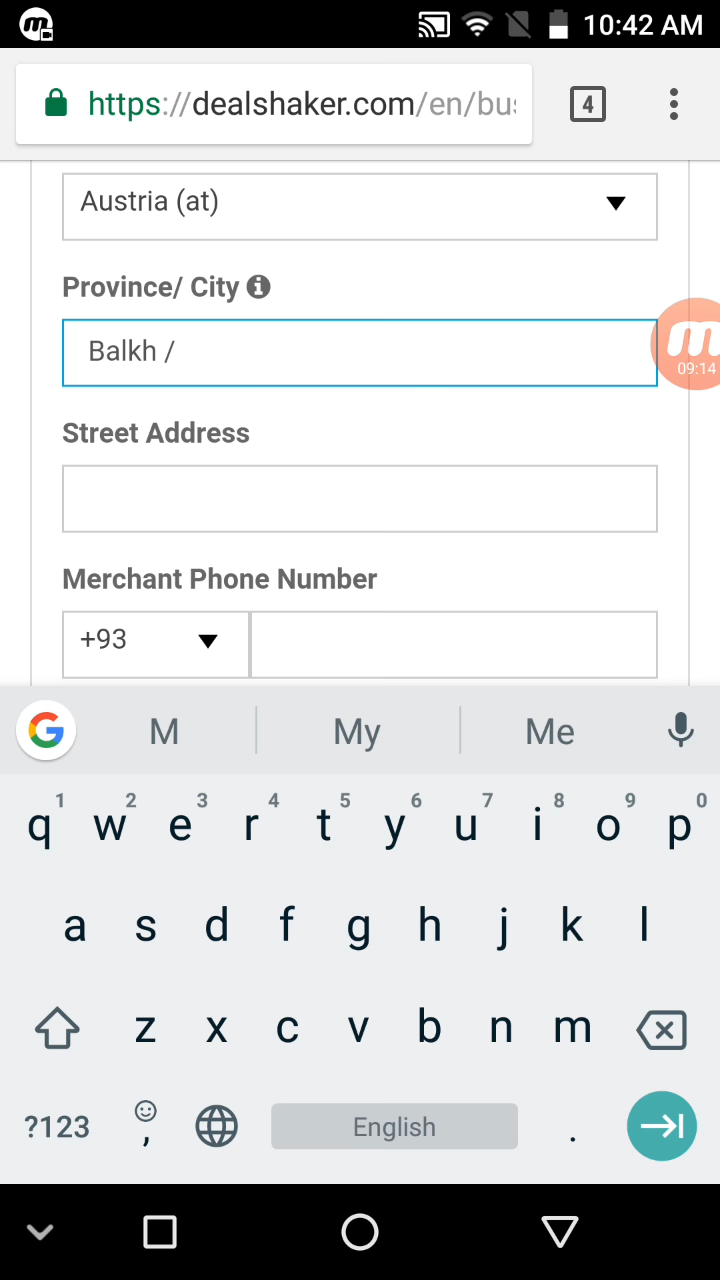 10:42 AM
https://dealshaker.com/en/bus
4
Austria (at)
Province/ City
Balkh /
09:14
Street Address
Merchant Phone Number
+93
M My Me
1 2 3 4 5 6 7 8 9 0
q w e r t y u i o p
a s d f g h j k l
z x c v b n m
?123 , English .